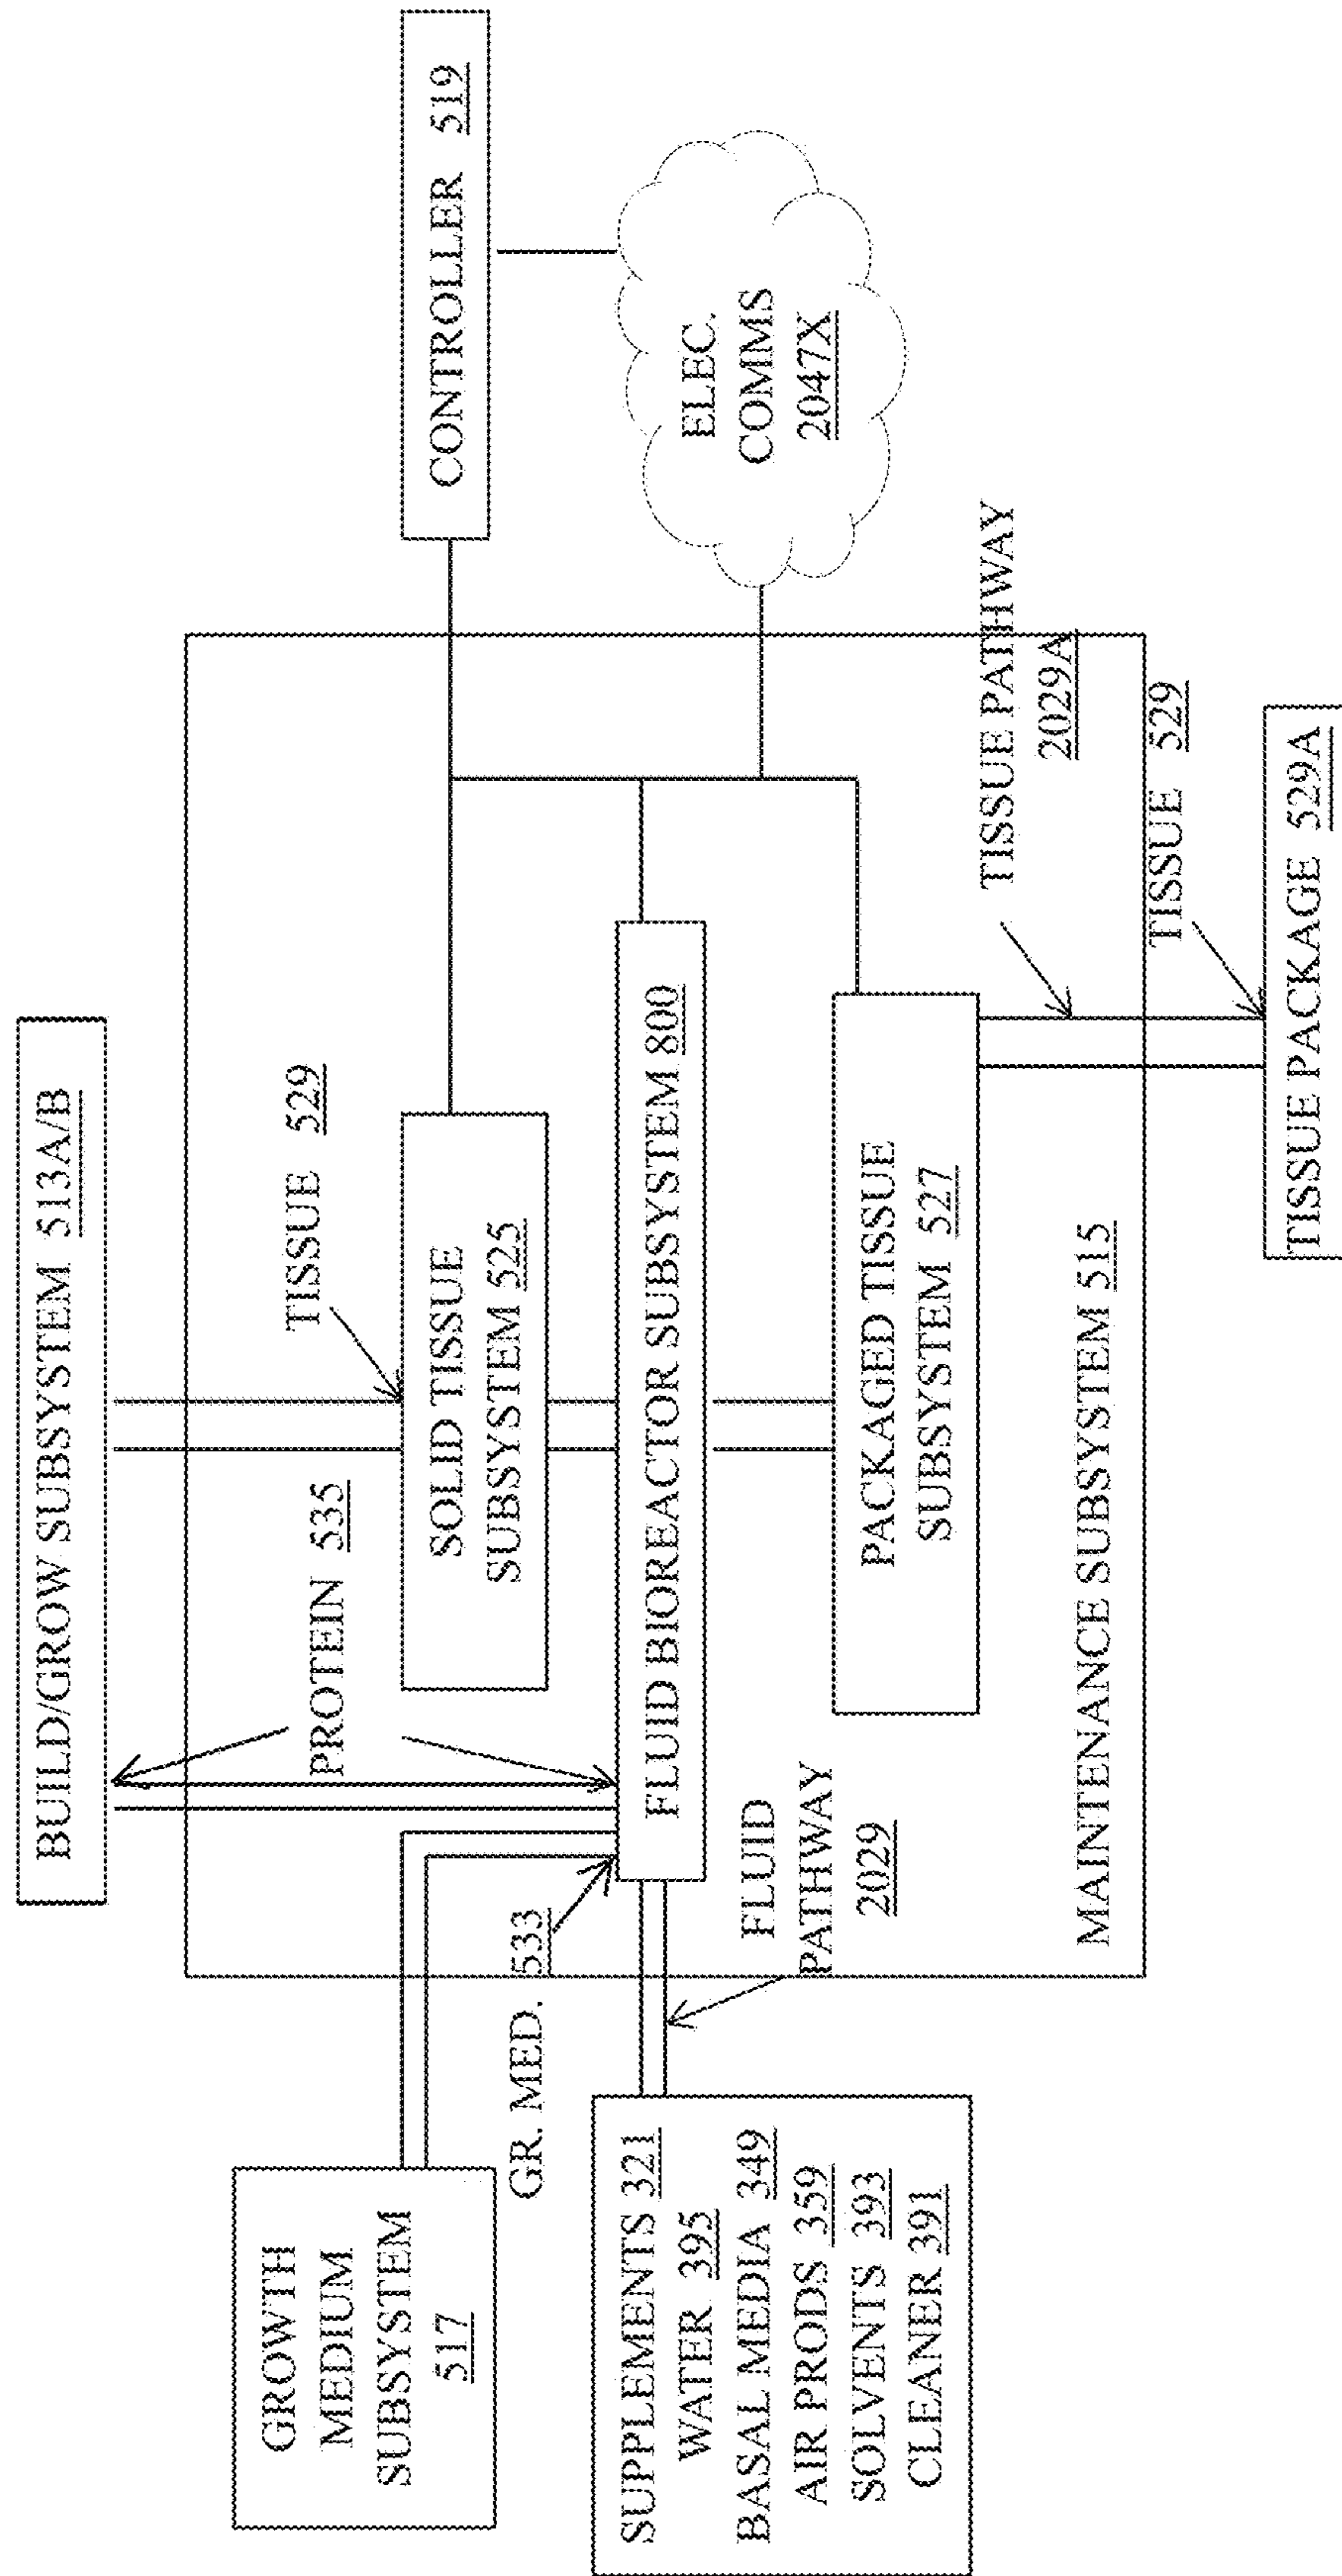 BUILD/GROW SUBSYSTEM 513A/B
CONTROLLER 519
GROWTH
MEDIUM
SUBSYSTEM
517
PROTEIN 535
TISSUE 529
SOLID TISSUE
SUBSYSTEM 525
ELEC.
COMMS
2047X
GR. MED. 533
FLUID BIOREACTOR SUBSYSTEM 800
SUPPLEMENTS 321
WATER 395
BASAL MEDIA 349
AIR PRODS 359
SOLVENTS 393
CLEANER 391
FLUID
PATHWAY
2029
PACKAGED TISSUE
SUBSYSTEM 527
TISSUE PATHWAY
2029A
MAINTENANCE SUBSYSTEM 515
TISSUE 529
TISSUE PACKAGE 529A